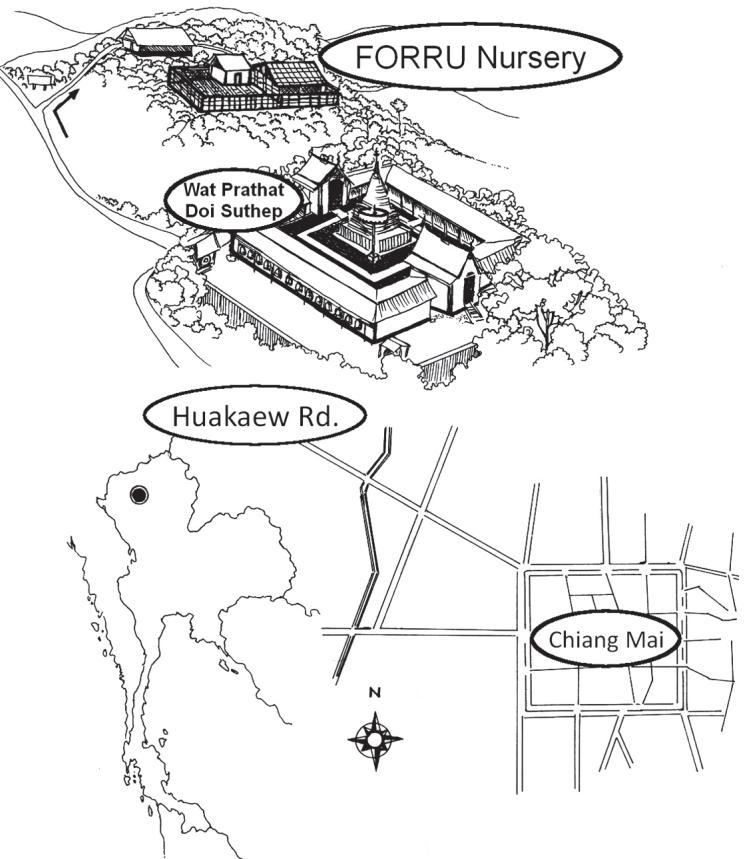 FORRU Nursery
Wat Prathat
Doi Suthep
Huakaew Rd.
Chiang Mai
N